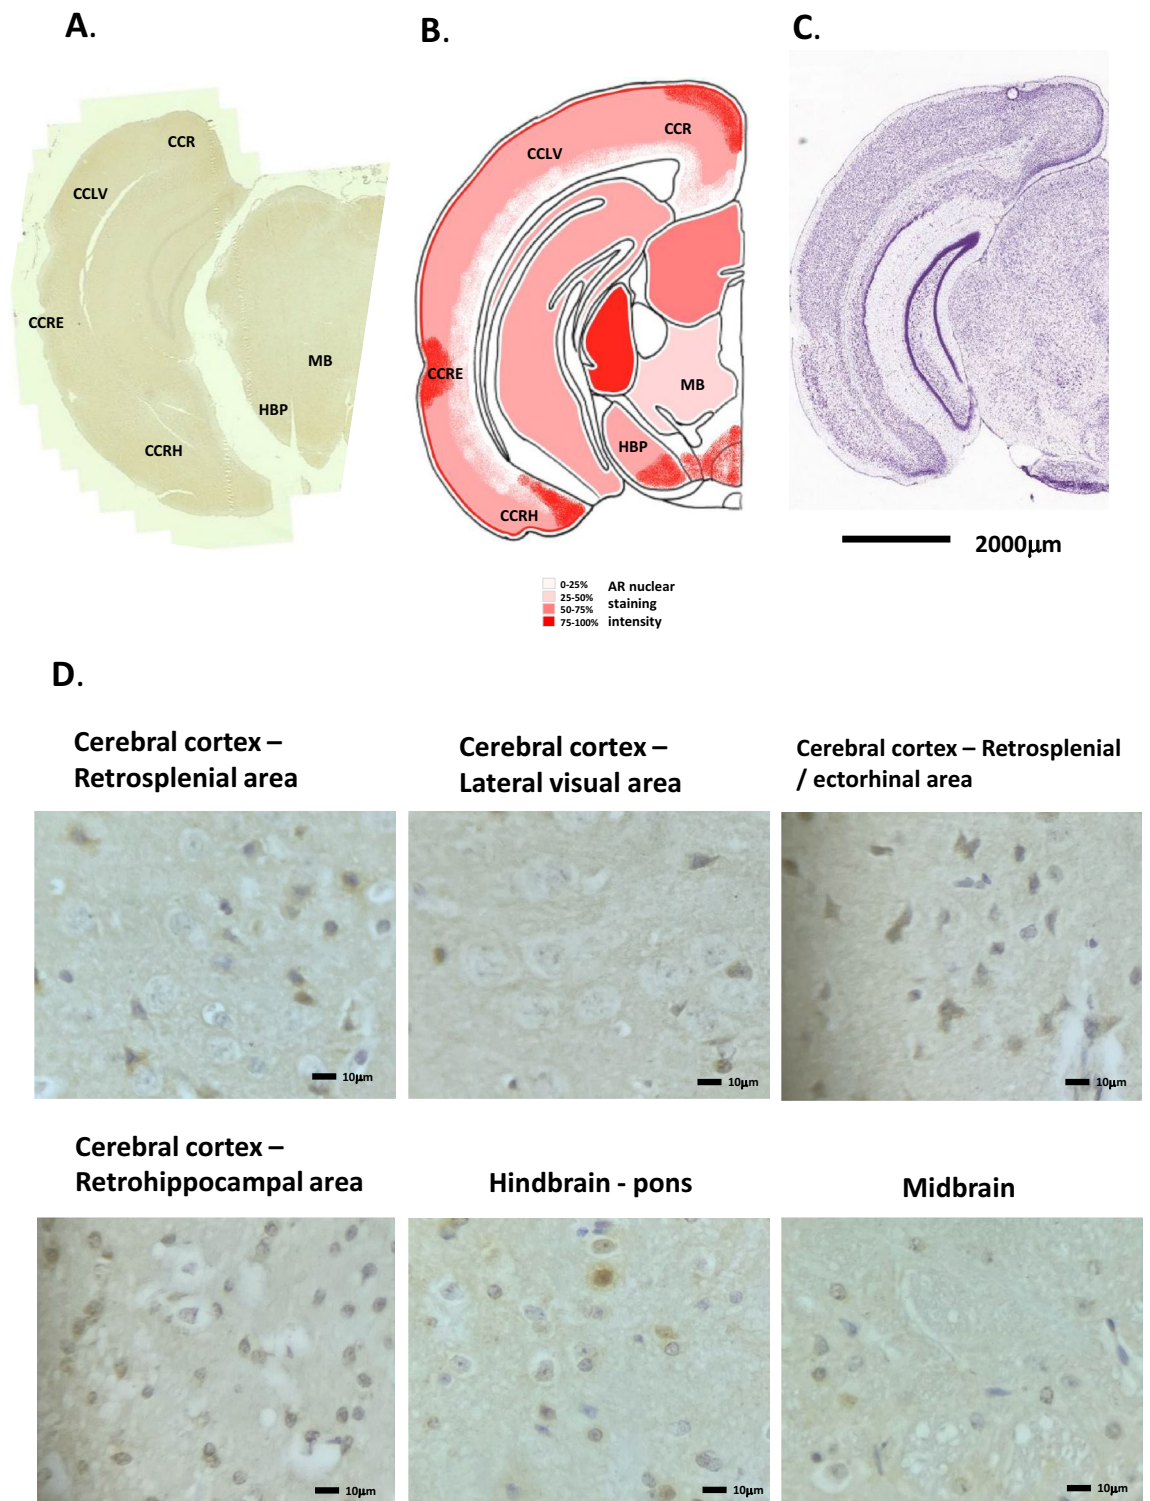 A.
B.
C.
CCR
CCLV
CCRE
MB
HBP
CCRH
CCR
CCLV
CCRE
MB
HBP
CCRH
2000μm
0-25%
25-50%
50-75%
75-100%
AR nuclear
staining
intensity
D.
Cerebral cortex –
Retrosplenial area
Cerebral cortex –
Lateral visual area
Cerebral cortex – Retrosplenial
/ ectorhinal area
10μm
10μm
10μm
Cerebral cortex –
Retrohippocampal area
Hindbrain - pons
Midbrain
10μm
10μm
10μm